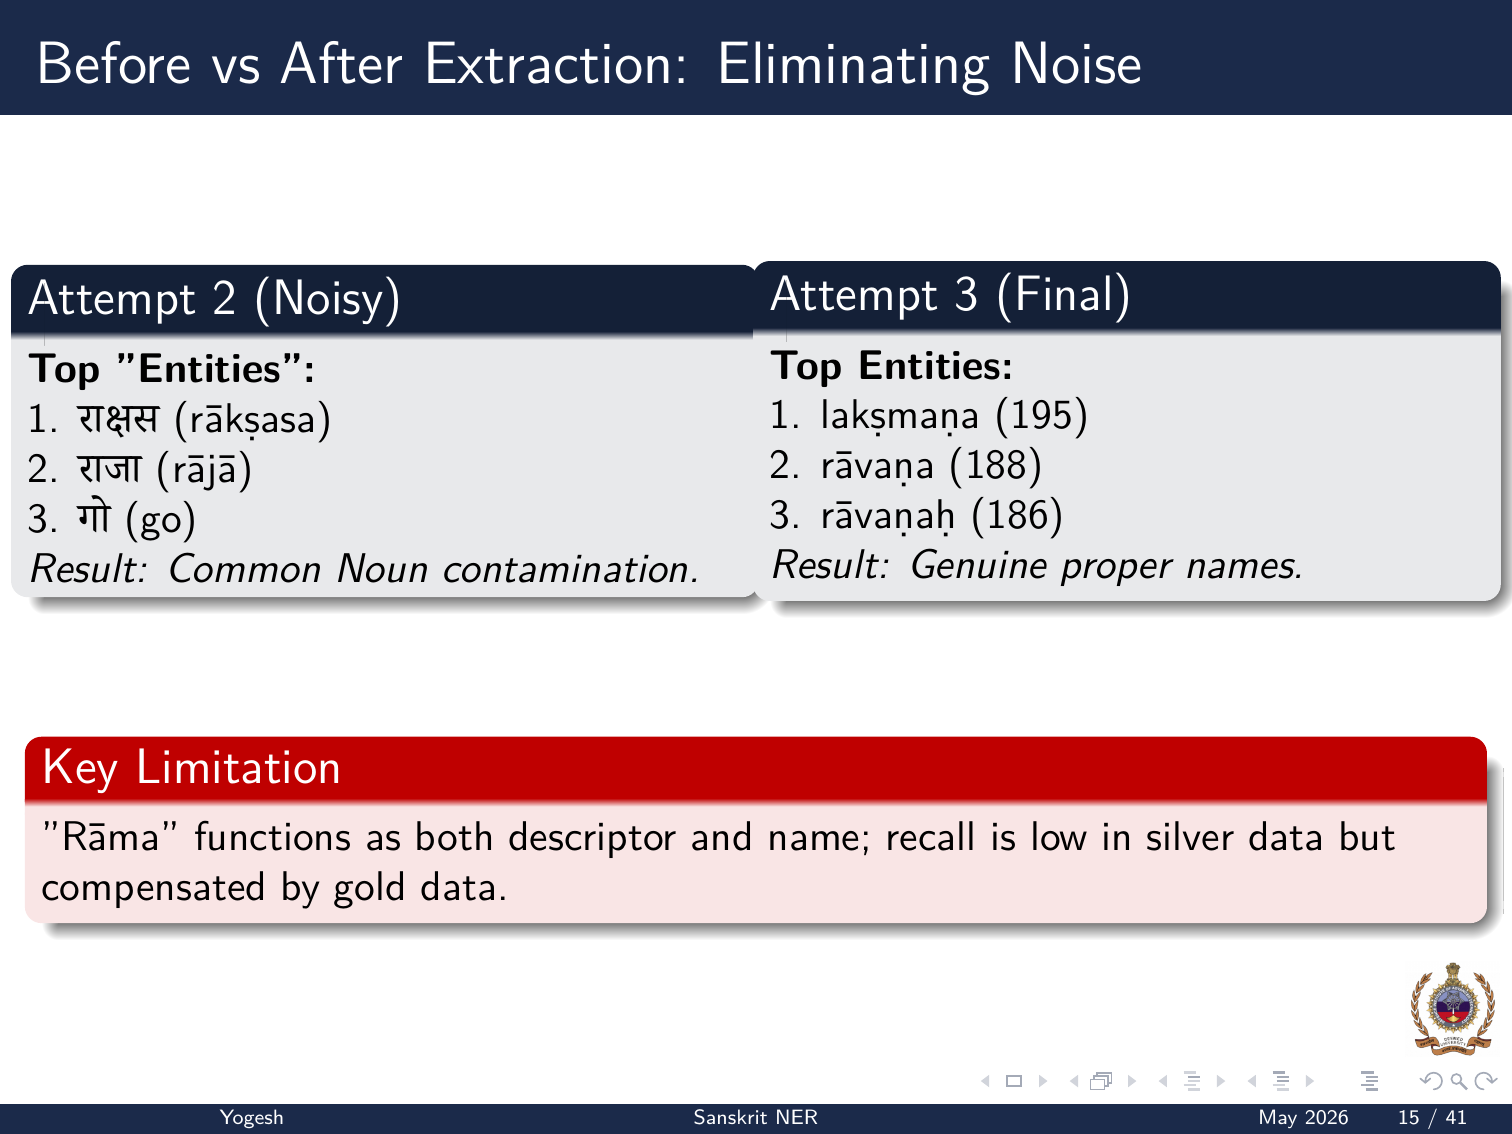 Before vs After Extraction: Eliminating Noise
Attempt 2 (Noisy)
Top ”Entities”:
1. राक्षस (rākṣasa)
2. राजा (rājā)
3. गो (go)
Result: Common Noun contamination.
Attempt 3 (Final)
Top Entities:
1. lakṣmaṇa (195)
2. rāvaṇa (188)
3. rāvaṇaḥ (186)
Result: Genuine proper names.
Key Limitation
”Rāma” functions as both descriptor and name; recall is low in silver data but
compensated by gold data.
Yogesh Sanskrit NER May 2026 15 / 41